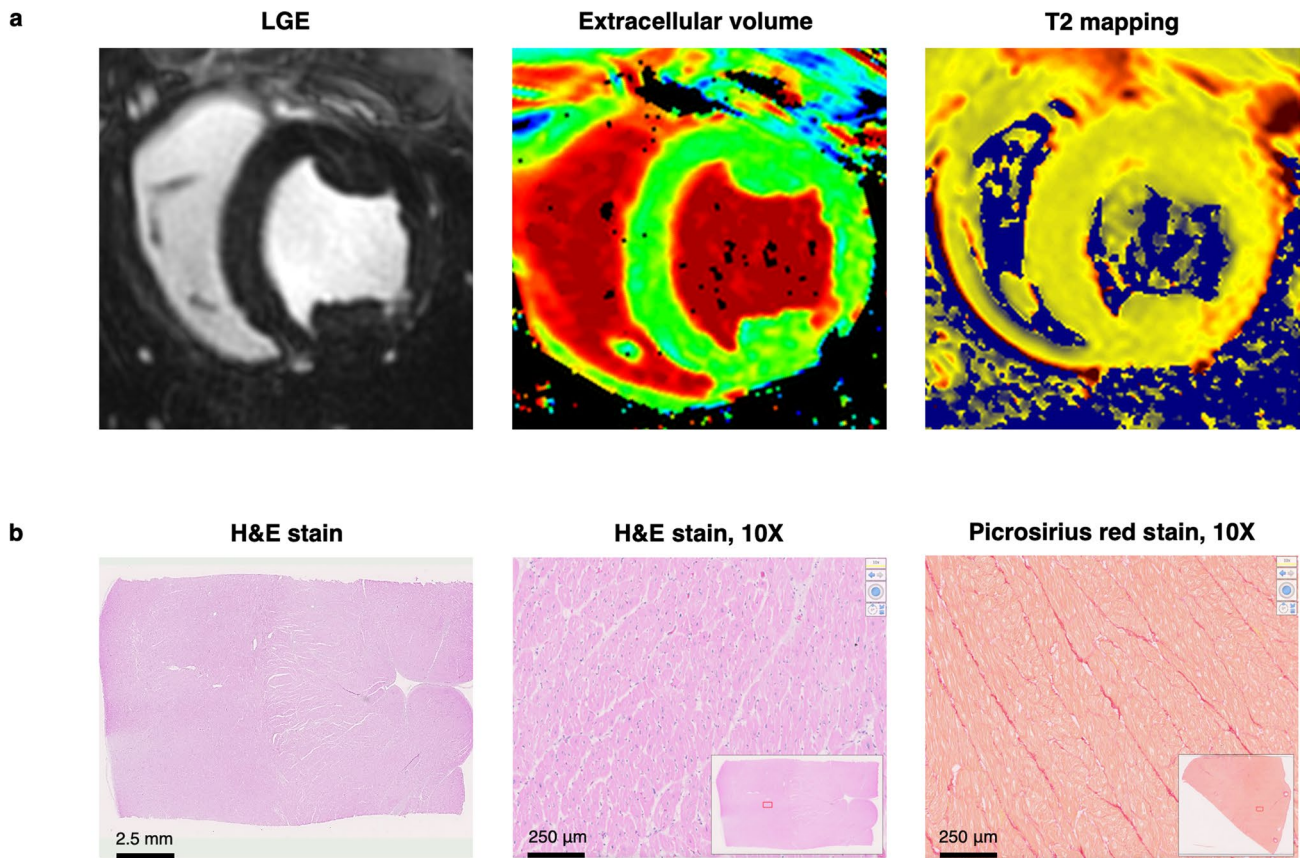 a
LGE
Extracellular volume
T2 mapping
b
H&E stain
H&E stain, 10X
Picrosirius red stain, 10X
2.5 mm
250 µm
250 µm